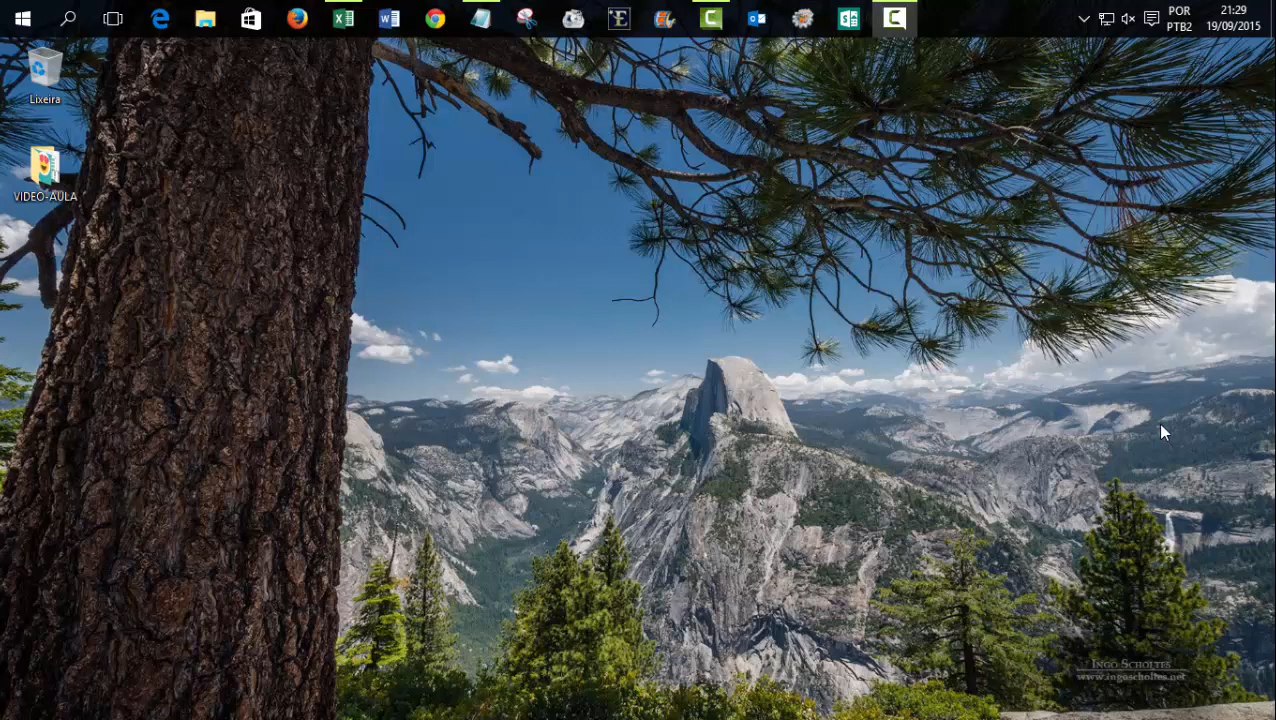 POR
PTB2
21:29
19/09/2015
Lixeira
VIDEO-AULA
INGO SCHOLTES
www.ingoscholtes.net